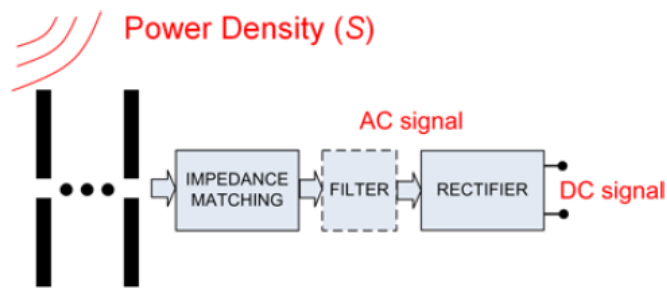 Power Density (S)
AC signal
IMPEDANCE
MATCHING
FILTER
RECTIFIER
DC signal